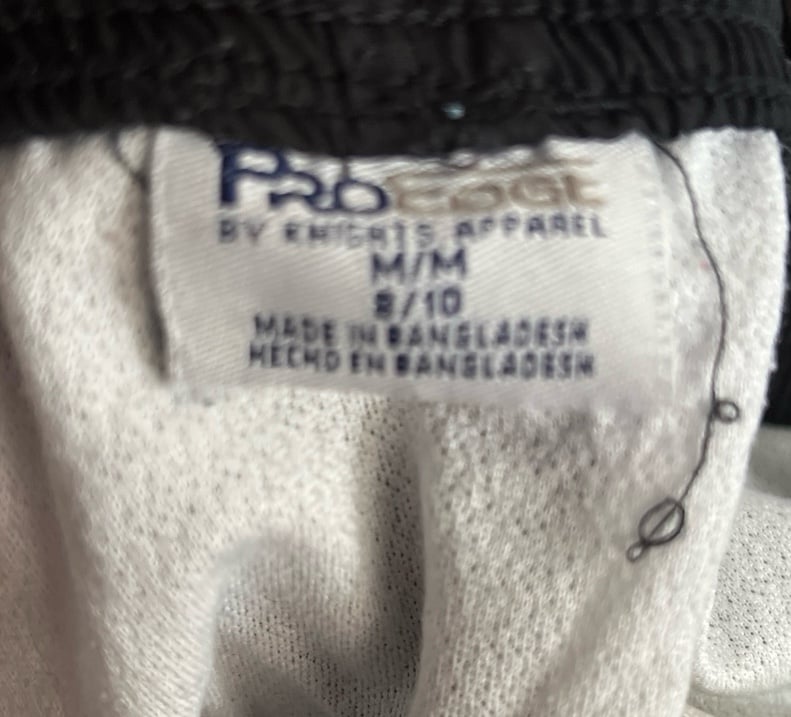 PRO EDGE
BY KNIGHTS APPAREL
M/M
8/10
MADE IN BANGLADESH
HECHO EN BANGLADESH